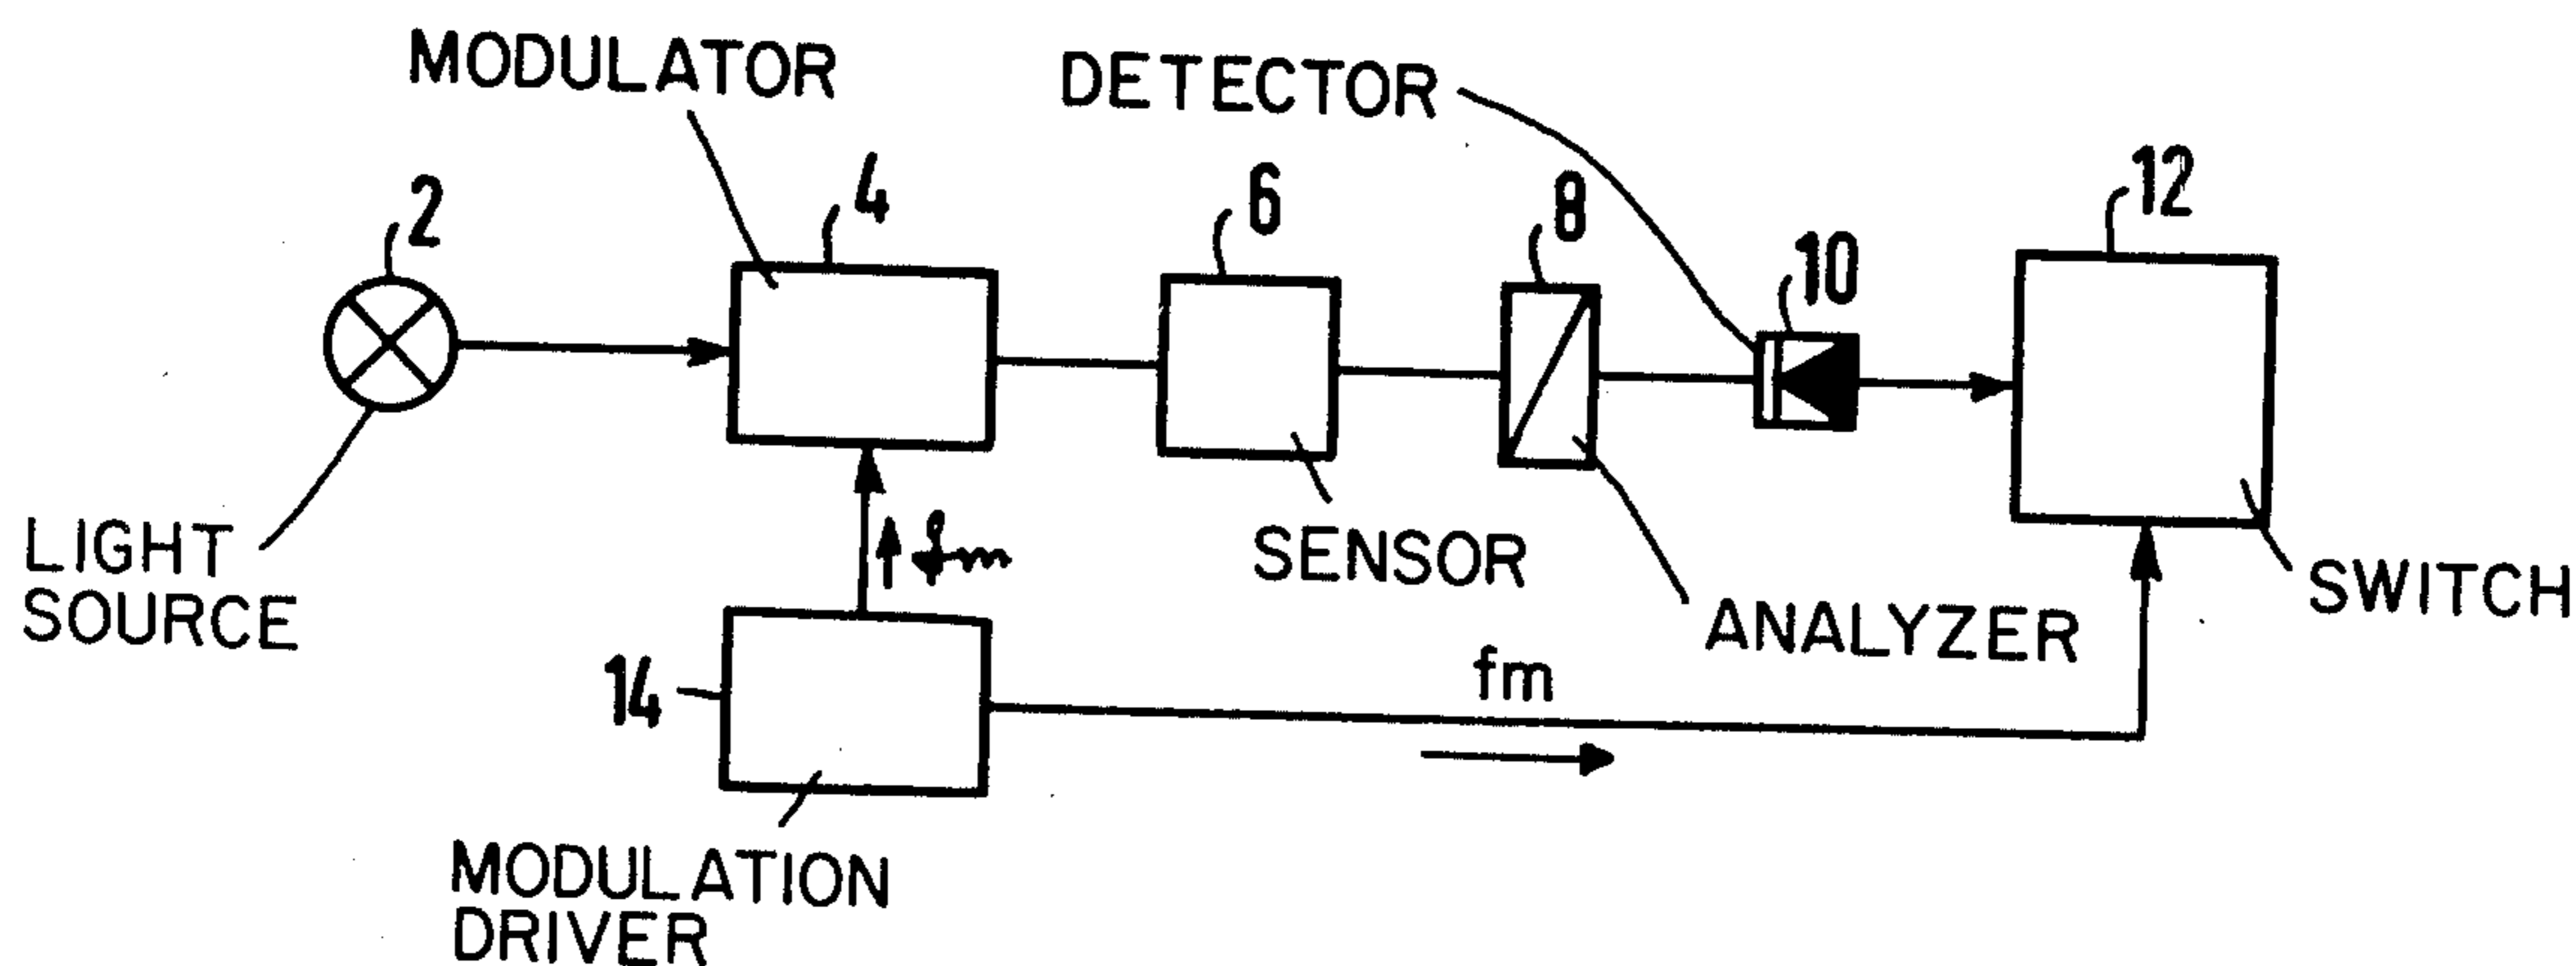 MODULATOR
DETECTOR
2
4
6
8
10
12
LIGHT
SOURCE
fm
SENSOR
ANALYZER
SWITCH
14
fm
MODULATION
DRIVER